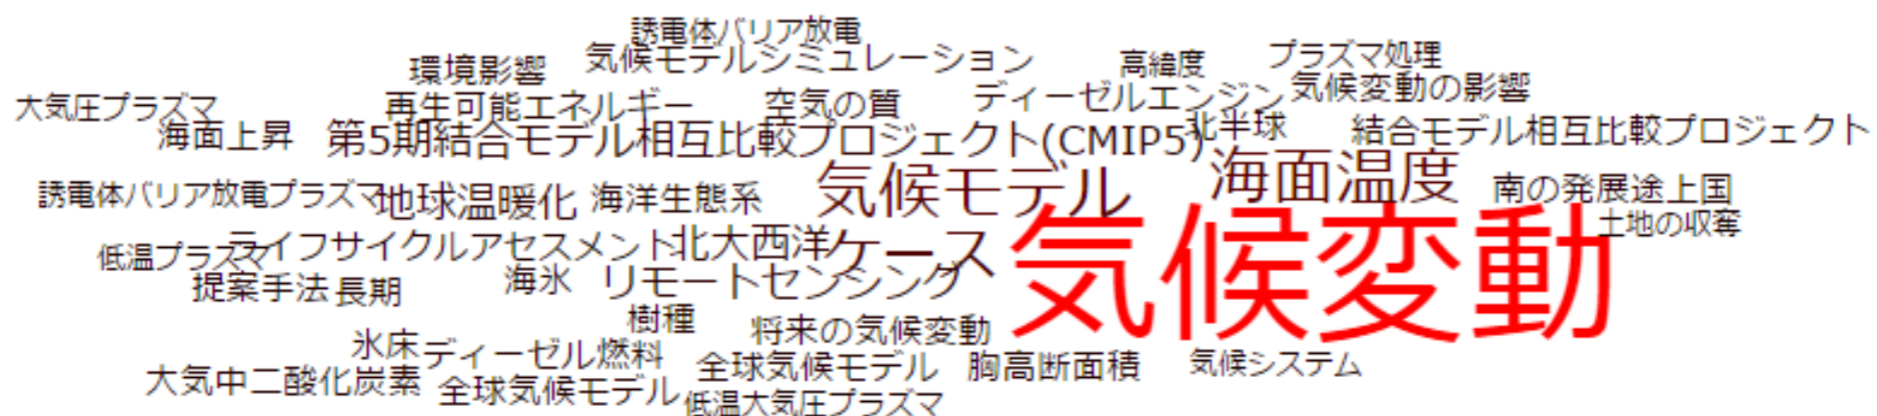 誘電体バリア放電
気候モデルシミュレーション
環境影響
高緯度
プラズマ処理
大気圧プラズマ
再生可能エネルギー
空気の質
ディーゼルエンジン
気候変動の影響
海面上昇
第5期結合モデル相互比較プロジェクト(CMIP5)
北半球
結合モデル相互比較プロジェクト
誘電体バリア放電プラズマ
地球温暖化
海洋生態系
気候モデル
海面温度
南の発展途上国
土地の収奪
低温プラズマ
ライフサイクルアセスメント
北大西洋
ケース
気候変動
提案手法
長期
海氷
リモートセンシング
樹種
将来の気候変動
氷床
ディーゼル燃料
全球気候モデル
胸高断面積
気候システム
大気中二酸化炭素
全球気候モデル
低温大気圧プラズマ